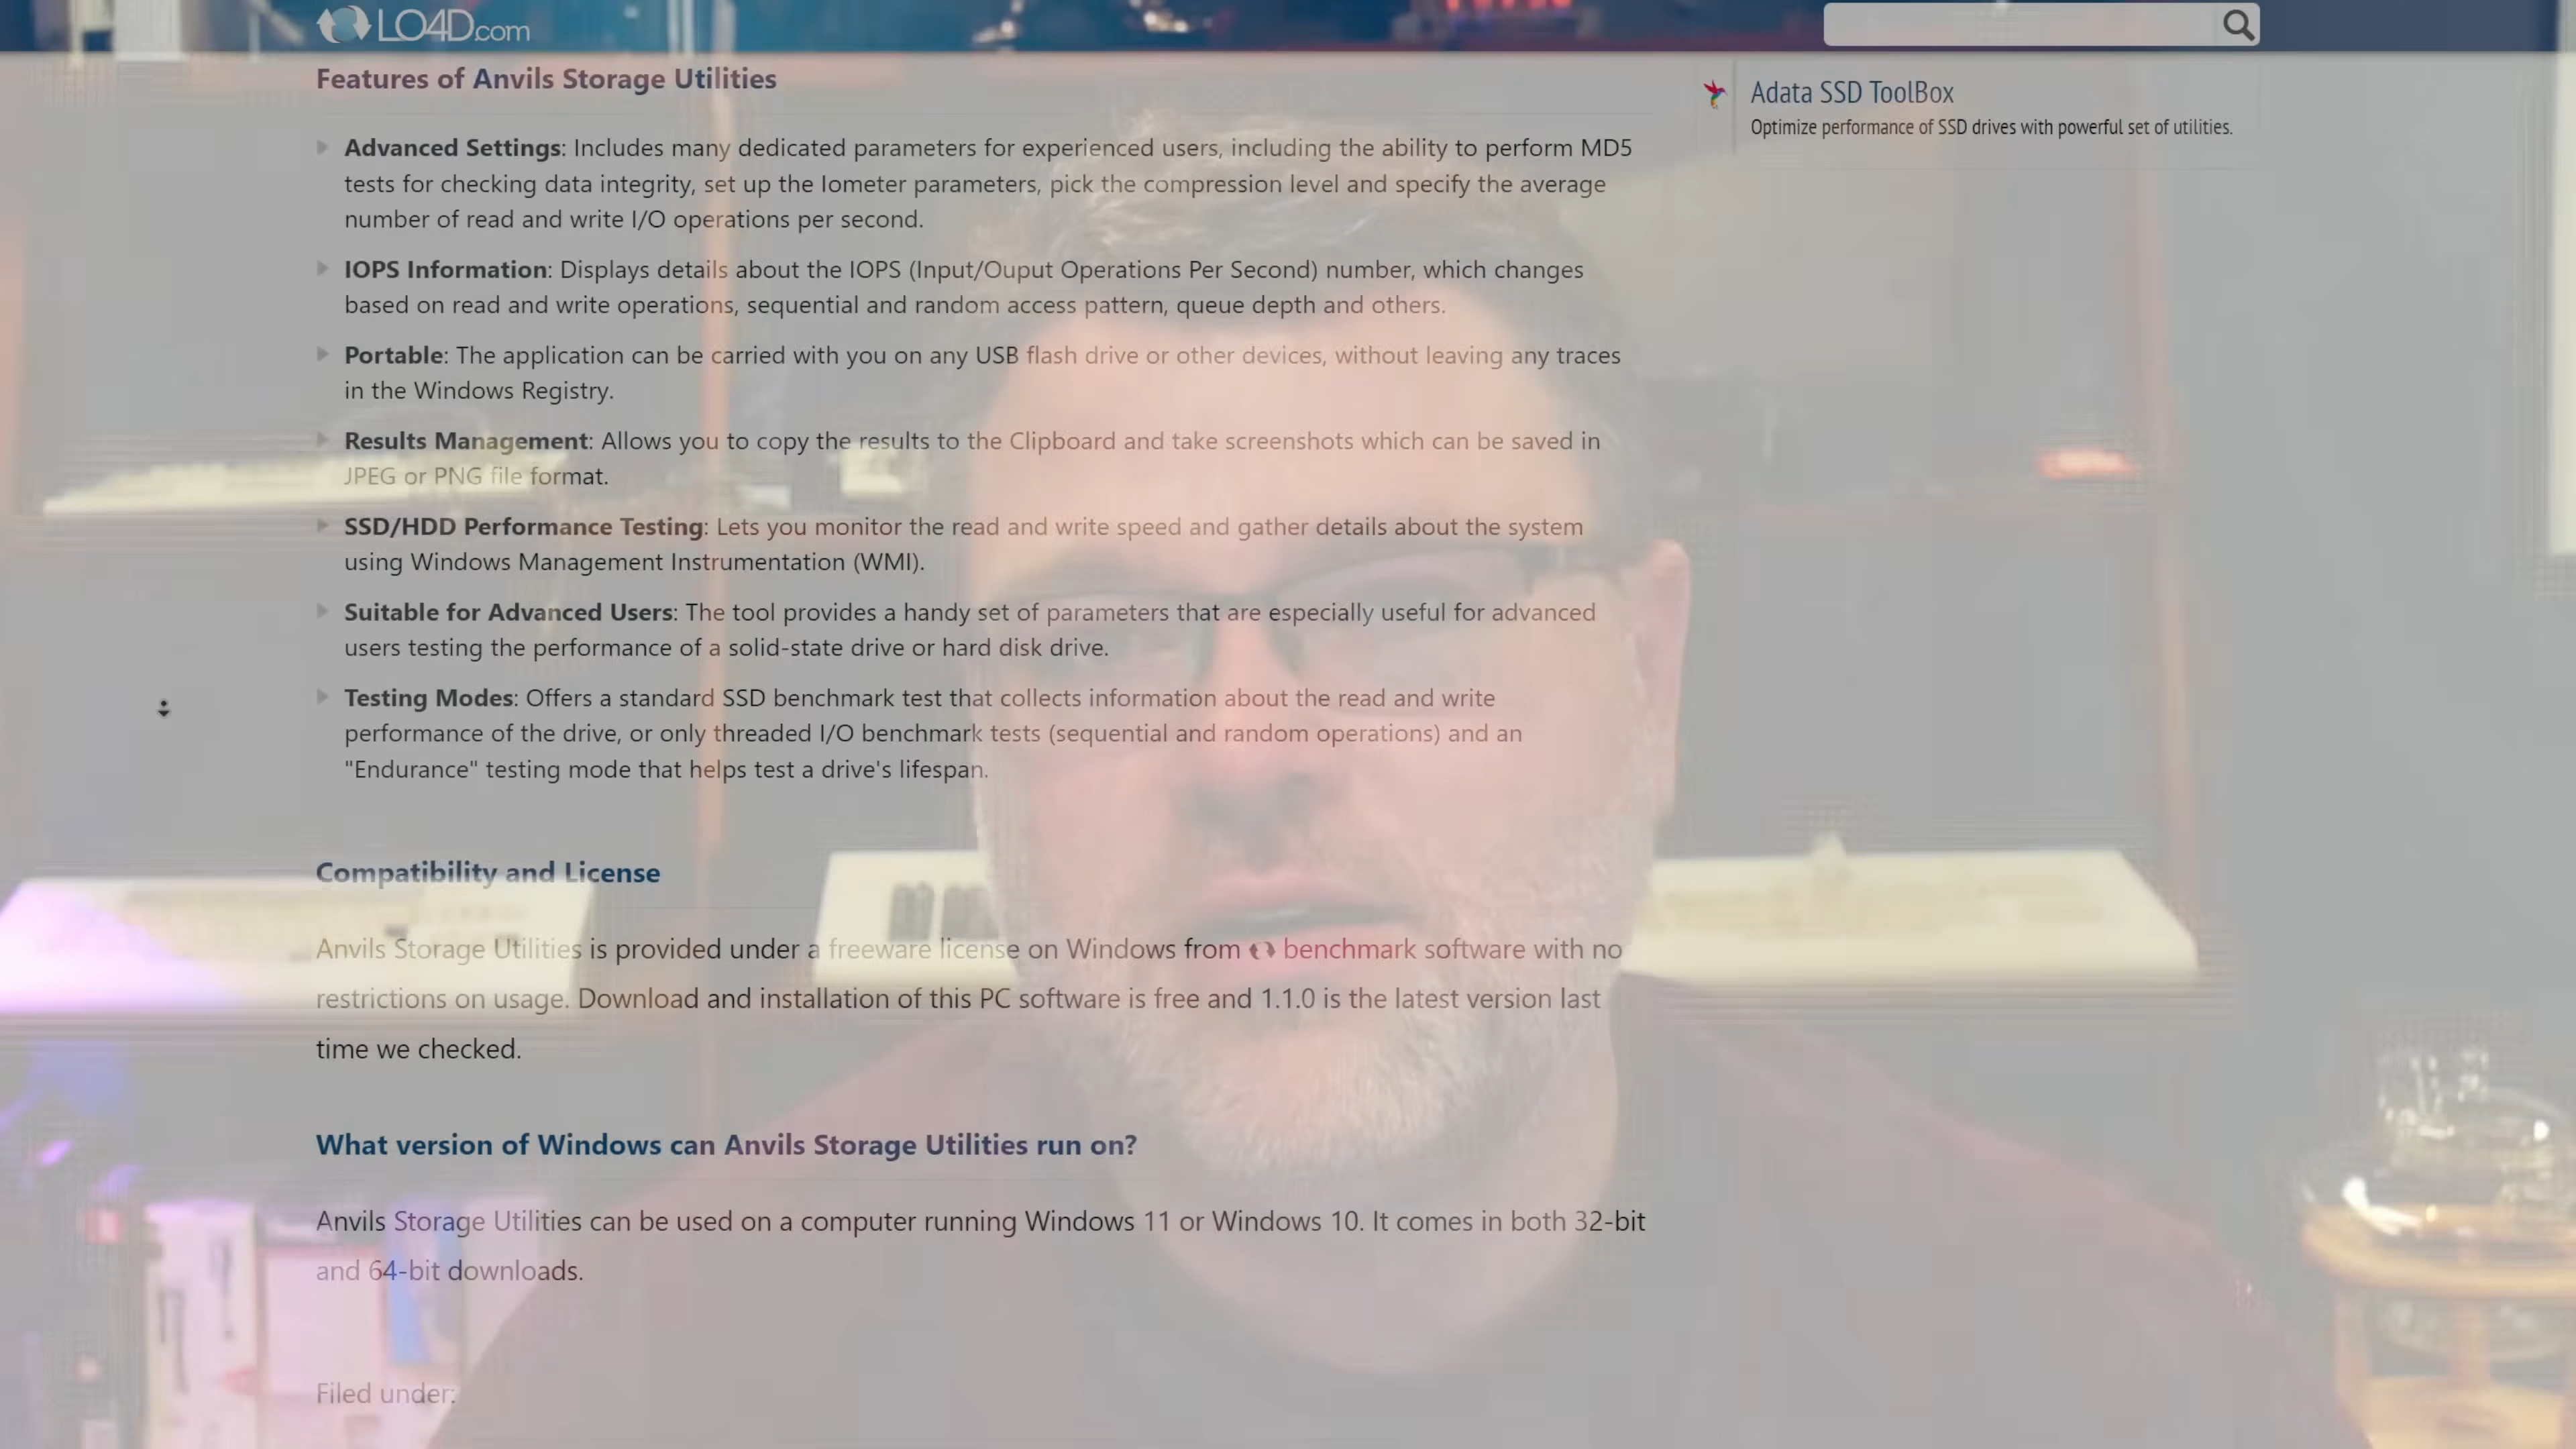 LO4D.com
Features of Anvils Storage Utilities
Adata SSD ToolBox
Optimize performance of SSD drives with powerful set of utilities.
Advanced Settings: Includes many dedicated parameters for experienced users, including the ability to perform MD5
tests for checking data integrity, set up the Iometer parameters, pick the compression level and specify the average
number of read and write I/O operations per second.
IOPS Information: Displays details about the IOPS (Input/Ouput Operations Per Second) number, which changes
based on read and write operations, sequential and random access pattern, queue depth and others.
Portable: The application can be carried with you on any USB flash drive or other devices, without leaving any traces
in the Windows Registry.
Results Management: Allows you to copy the results to the Clipboard and take screenshots which can be saved in
JPEG or PNG file format.
SSD/HDD Performance Testing: Lets you monitor the read and write speed and gather details about the system
using Windows Management Instrumentation (WMI).
Suitable for Advanced Users: The tool provides a handy set of parameters that are especially useful for advanced
users testing the performance of a solid-state drive or hard disk drive.
Testing Modes: Offers a standard SSD benchmark test that collects information about the read and write
performance of the drive, or only threaded I/O benchmark tests (sequential and random operations) and an
"Endurance" testing mode that helps test a drive's lifespan.
Compatibility and License
Anvils Storage Utilities is provided under a freeware license on Windows from benchmark software with no
restrictions on usage. Download and installation of this PC software is free and 1.1.0 is the latest version last
time we checked.
What version of Windows can Anvils Storage Utilities run on?
Anvils Storage Utilities can be used on a computer running Windows 11 or Windows 10. It comes in both 32-bit
and 64-bit downloads.
Filed under: